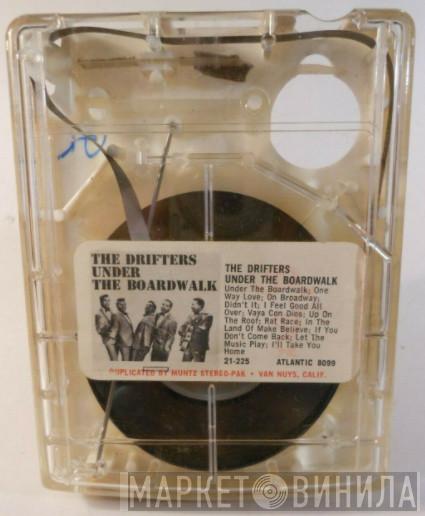 THE DRIFTERS
UNDER
THE BOARDWALK
THE DRIFTERS
UNDER THE BOARDWALK
Under The Boardwalk; One
Way Love; On Broadway;
Didn't It; I Feel Good All
Over; Vaya Con Dios; Up On
The Roof; Rat Race; In The
Land Of Make Believe; If You
Don't Come Back; Let The
Music Play; I'll Take You
Home
21-225 ATLANTIC 8099
DUPLICATED BY MUNTZ STEREO-PAK • VAN NUYS, CALIF.
МАРКЕТ ВИНИЛА